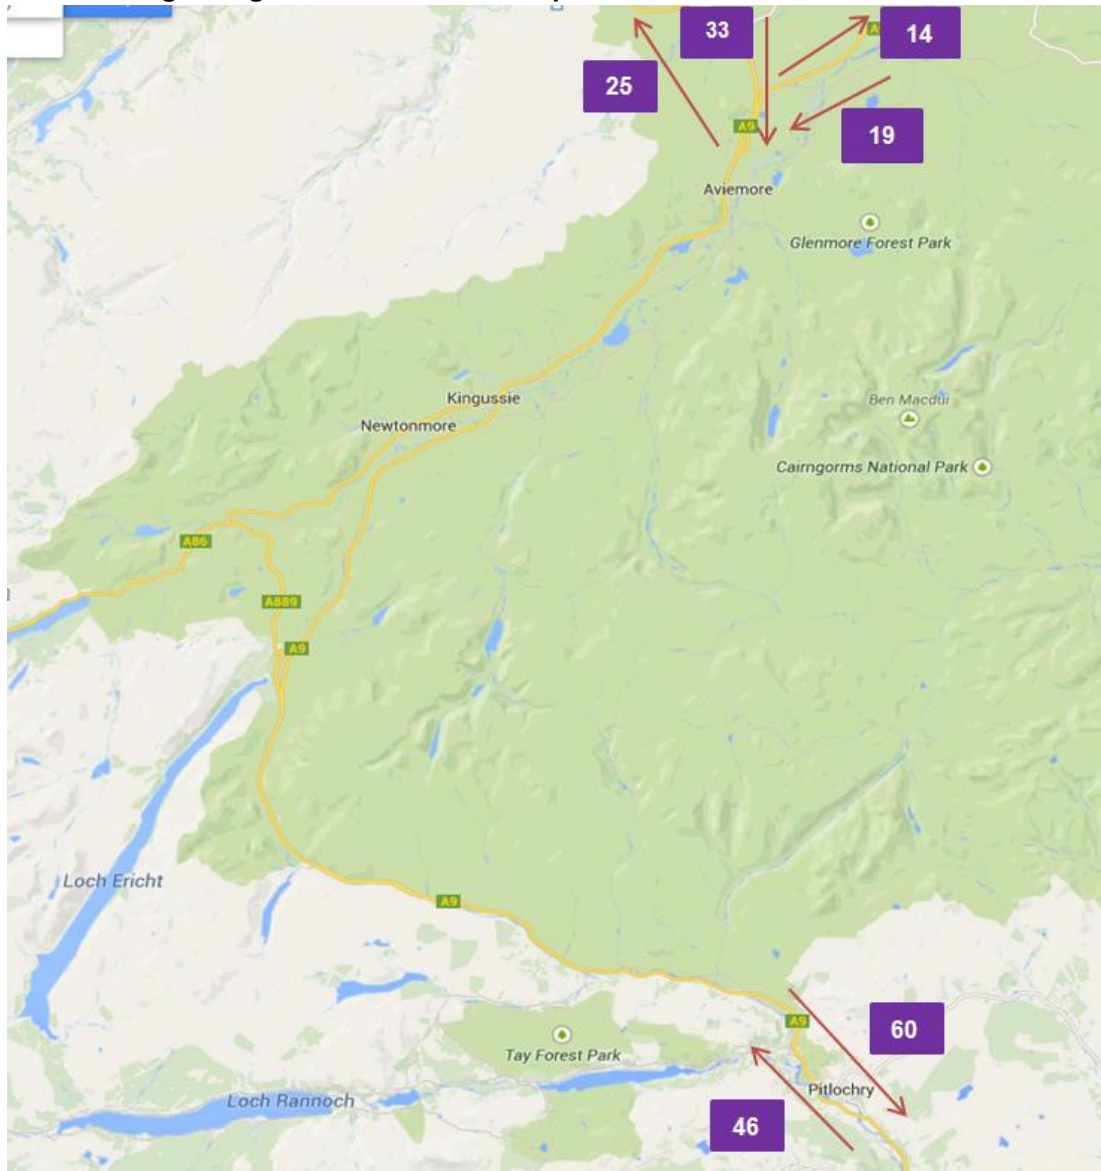 33
14
25
A9
19
Aviemore
Glenmore Forest Park
Ben Macdui
Kingussie
Newtonmore
Cairngorms National Park
A86
A889
A9
Loch Ericht
A9
A9
60
Tay Forest Park
Pitlochry
Loch Rannoch
46